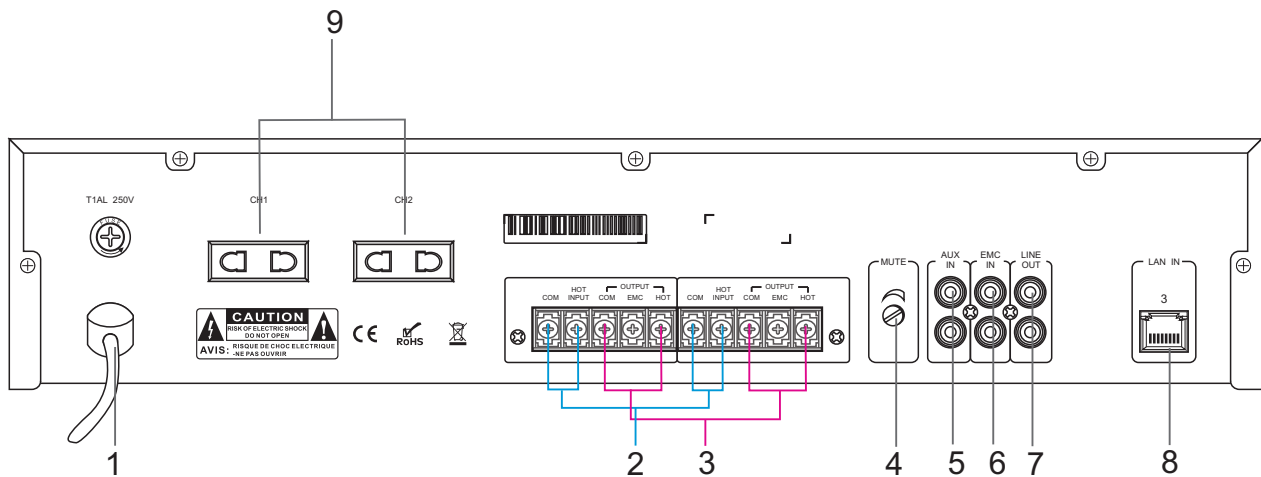 9
T1AL 250V
FUSE
CH1
CH2
CAUTION
RISK OF ELECTRIC SHOCK
DO NOT OPEN
AVIS: RISQUE DE CHOC ELECTRIQUE
-NE PAS OUVRIR
CE
RoHS
COM
HOT
INPUT
OUTPUT
COM
EMC
HOT
COM
HOT
INPUT
OUTPUT
COM
EMC
HOT
MUTE
AUX
IN
EMC
IN
LINE
OUT
LAN IN
3
1
2
3
4
5
6
7
8